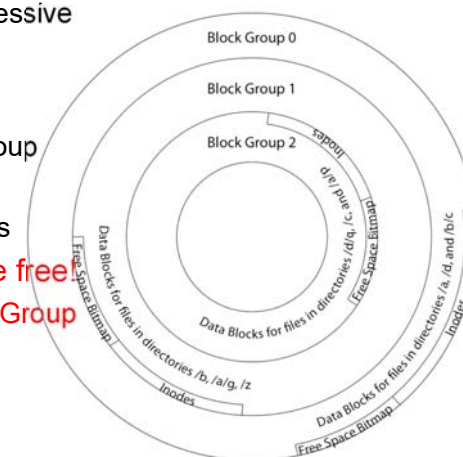 essive
oup
s
e free!
Group
Block Group 0
Block Group 1
Block Group 2
Inodes
Free Space Bitmap
Data Blocks for files in directories /d/q, /c, and /a/p
Free Space Bitmap
Inodes
Data Blocks for files in directories /b, /a/g, /z
Inodes
Free Space Bitmap
Data Blocks for files in directories /a, /d, and /b/c